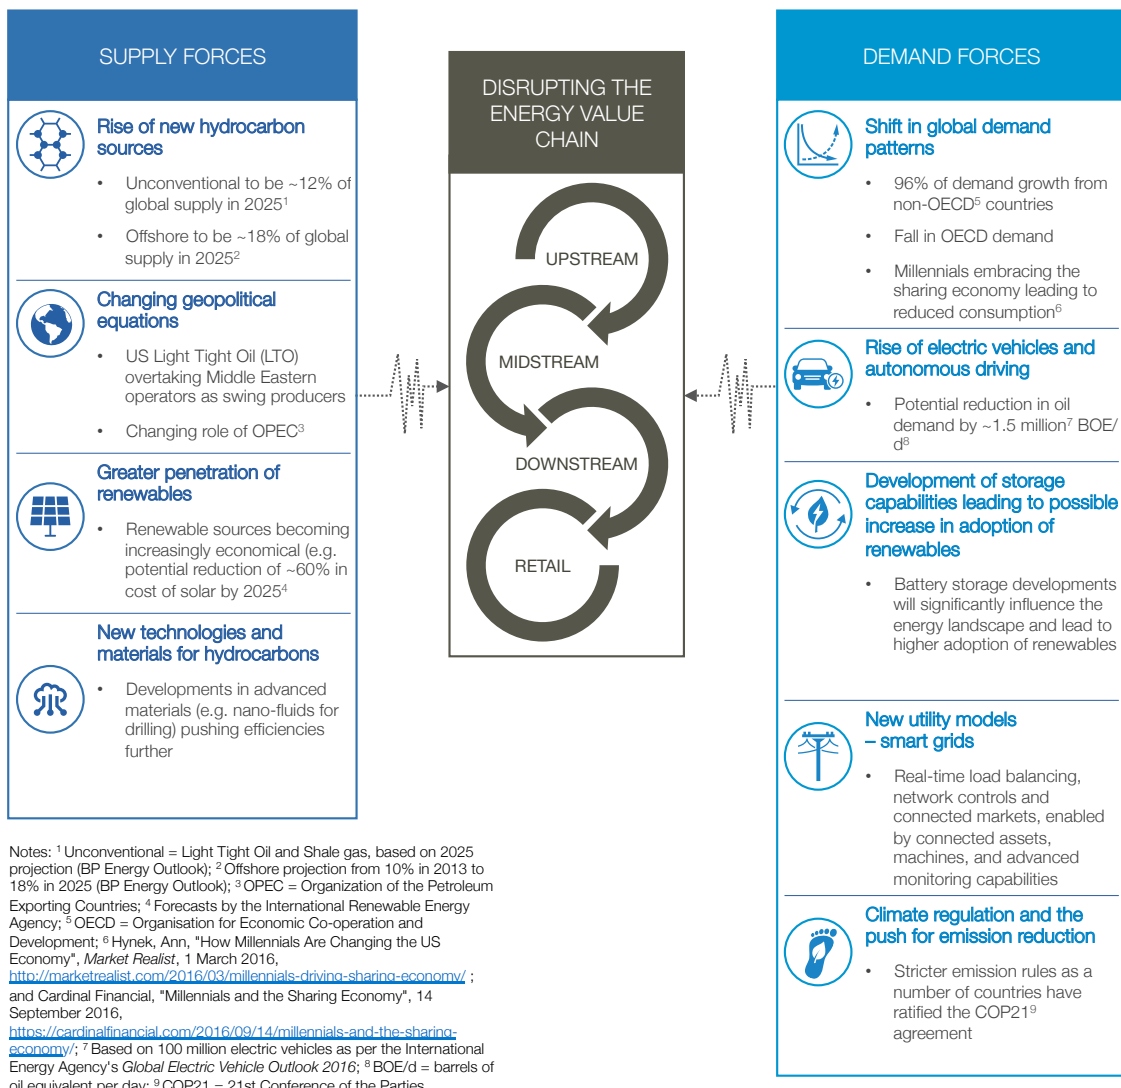 SUPPLY FORCES
Rise of new hydrocarbon
sources
• Unconventional to be ~12% of
global supply in 2025¹
• Offshore to be ~18% of global
supply in 2025²
Changing geopolitical
equations
• US Light Tight Oil (LTO)
overtaking Middle Eastern
operators as swing producers
• Changing role of OPEC³
Greater penetration of
renewables
• Renewable sources becoming
increasingly economical (e.g.
potential reduction of ~60% in
cost of solar by 2025⁴
New technologies and
materials for hydrocarbons
• Developments in advanced
materials (e.g. nano-fluids for
drilling) pushing efficiencies
further
DISRUPTING THE
ENERGY VALUE
CHAIN
UPSTREAM
MIDSTREAM
DOWNSTREAM
RETAIL
DEMAND FORCES
Shift in global demand
patterns
• 96% of demand growth from
non-OECD⁵ countries
• Fall in OECD demand
• Millennials embracing the
sharing economy leading to
reduced consumption⁶
Rise of electric vehicles and
autonomous driving
• Potential reduction in oil
demand by ~1.5 million⁷ BOE/
d⁸
Development of storage
capabilities leading to possible
increase in adoption of
renewables
• Battery storage developments
will significantly influence the
energy landscape and lead to
higher adoption of renewables
New utility models
– smart grids
• Real-time load balancing,
network controls and
connected markets, enabled
by connected assets,
machines, and advanced
monitoring capabilities
Climate regulation and the
push for emission reduction
• Stricter emission rules as a
number of countries have
ratified the COP21⁹
agreement
Notes: ¹ Unconventional = Light Tight Oil and Shale gas, based on 2025
projection (BP Energy Outlook); ² Offshore projection from 10% in 2013 to
18% in 2025 (BP Energy Outlook); ³ OPEC = Organization of the Petroleum
Exporting Countries; ⁴ Forecasts by the International Renewable Energy
Agency; ⁵ OECD = Organisation for Economic Co-operation and
Development; ⁶ Hynek, Ann, "How Millennials Are Changing the US
Economy", Market Realist, 1 March 2016,
http://marketrealist.com/2016/03/millennials-driving-sharing-economy/ ;
and Cardinal Financial, "Millennials and the Sharing Economy", 14
September 2016,
https://cardinalfinancial.com/2016/09/14/millennials-and-the-sharing-
economy/; ⁷ Based on 100 million electric vehicles as per the International
Energy Agency's Global Electric Vehicle Outlook 2016; ⁸ BOE/d = barrels of
oil equivalent per day; ⁹ COP21 = 21st Conference of the Parties